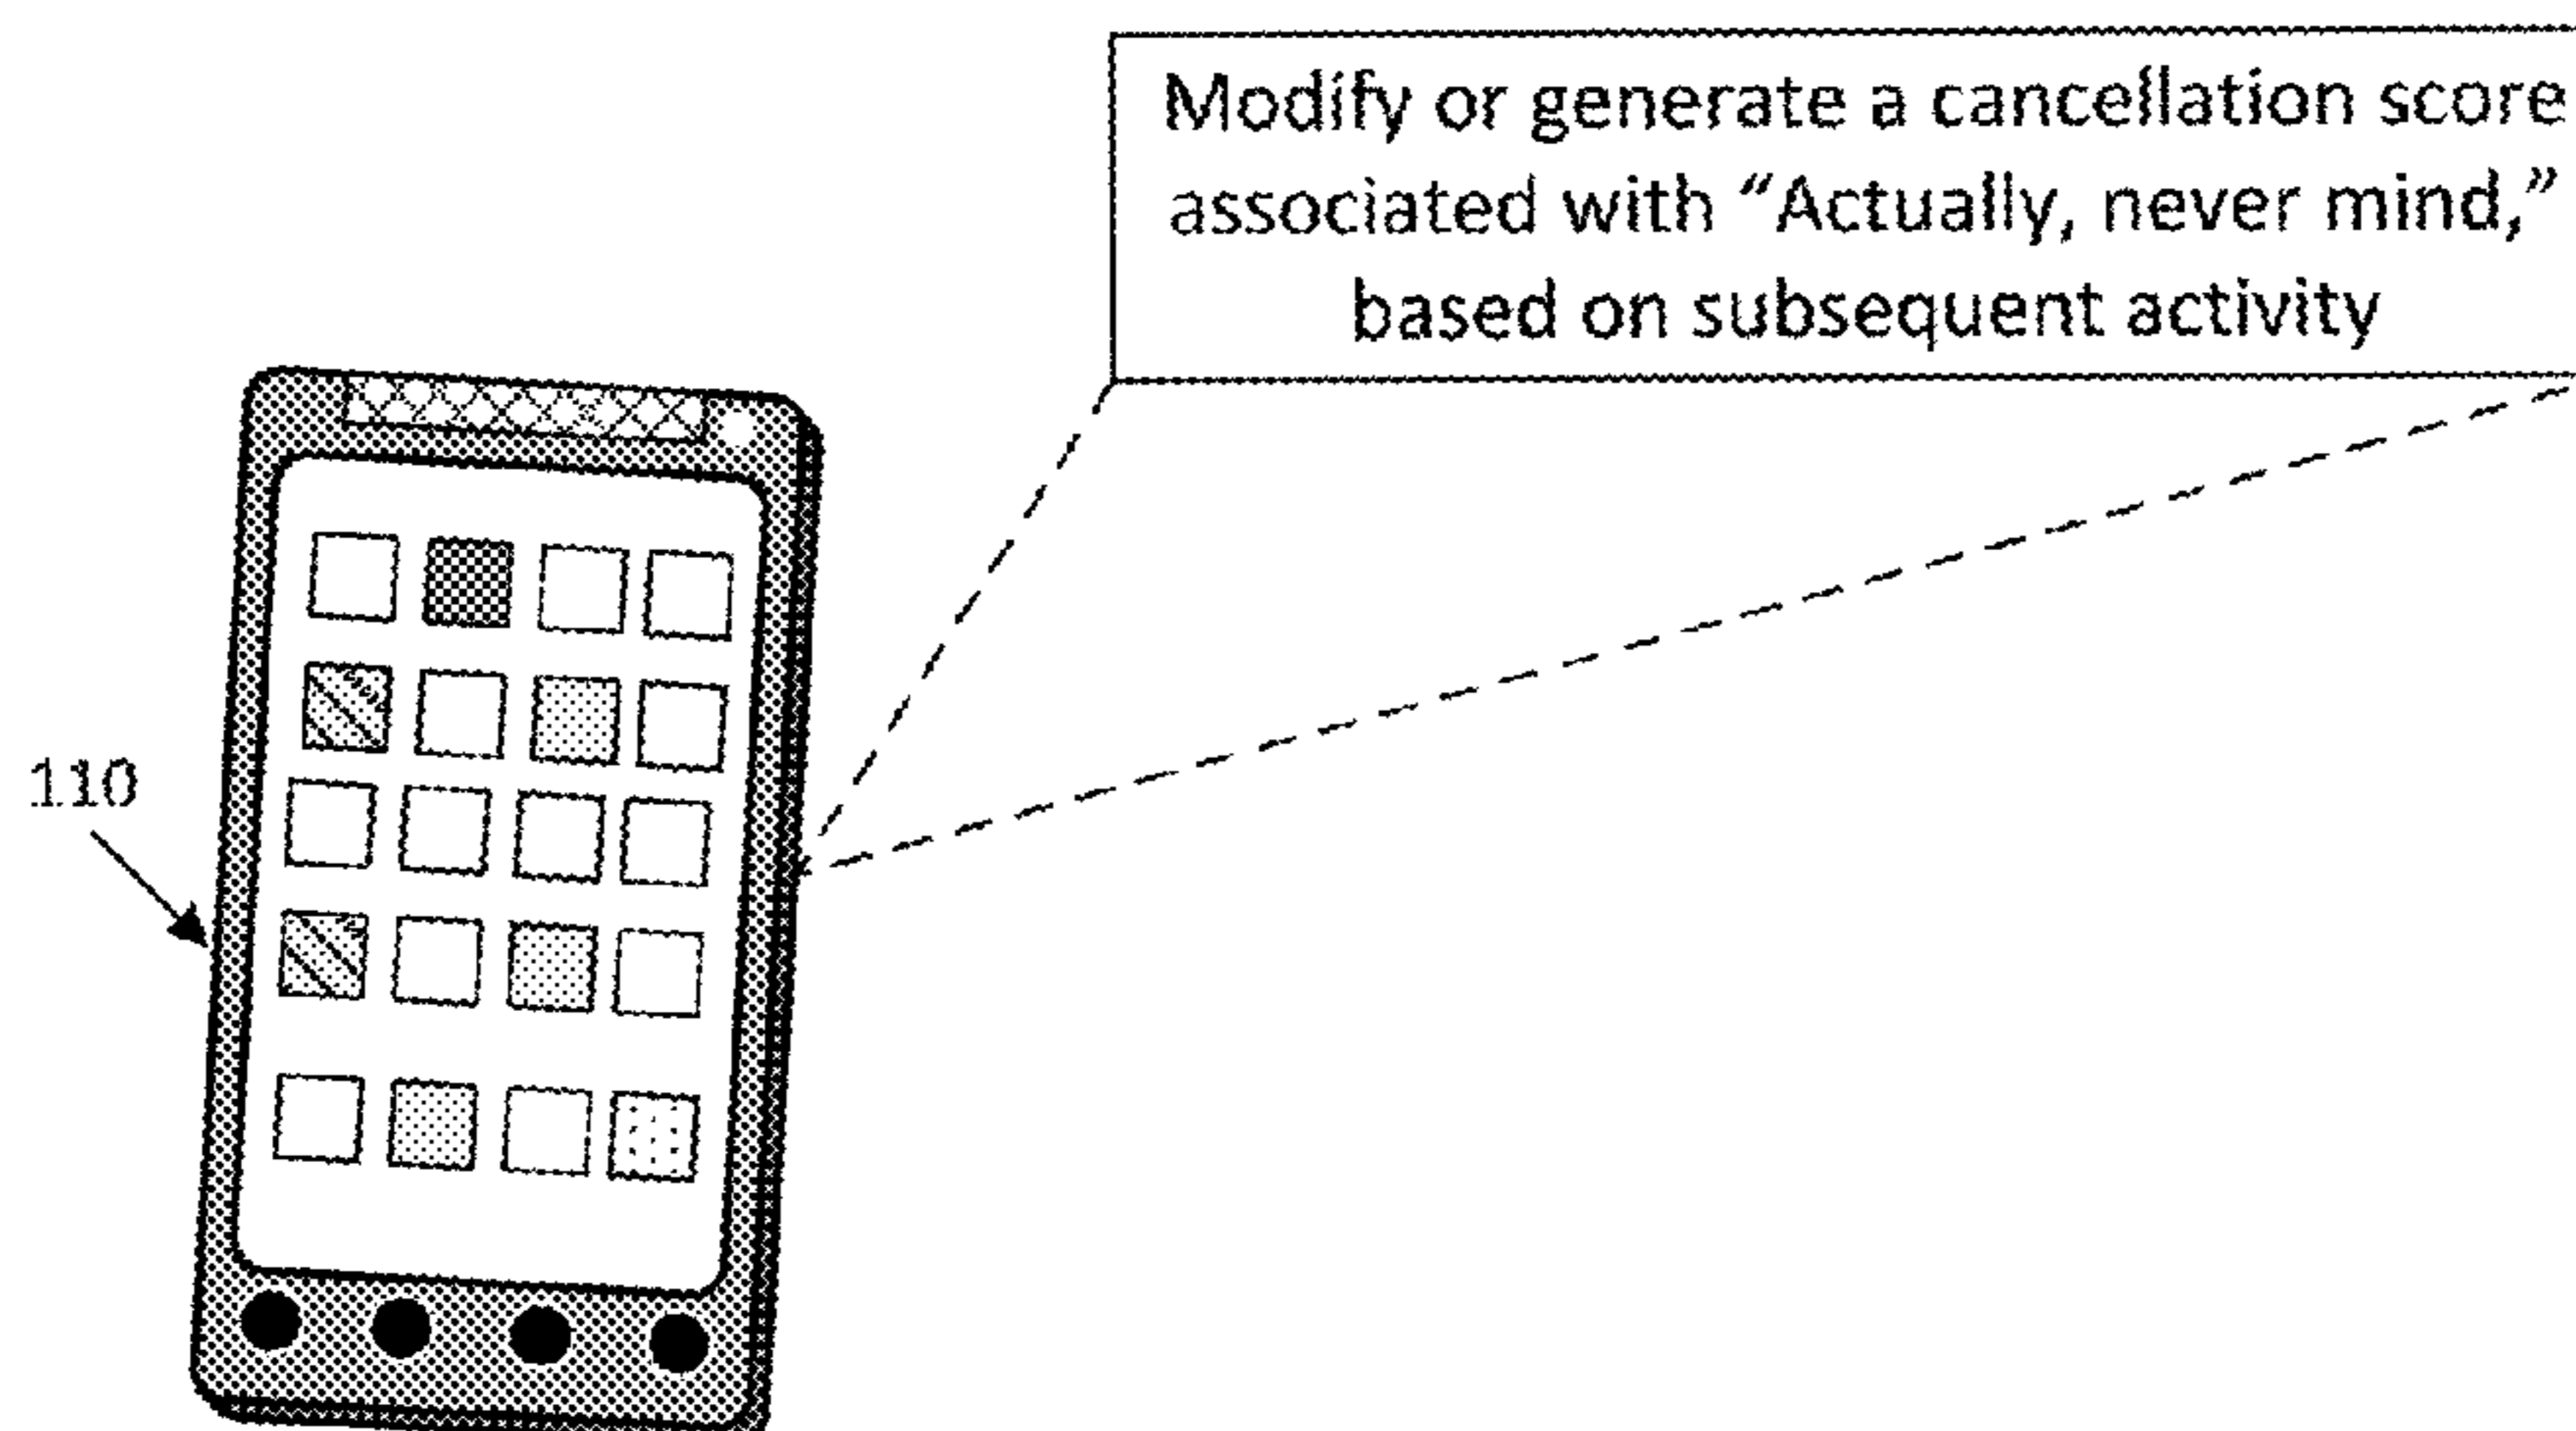 Modify or generate a cancellation score
associated with “Actually, never mind,”
based on subsequent activity
110